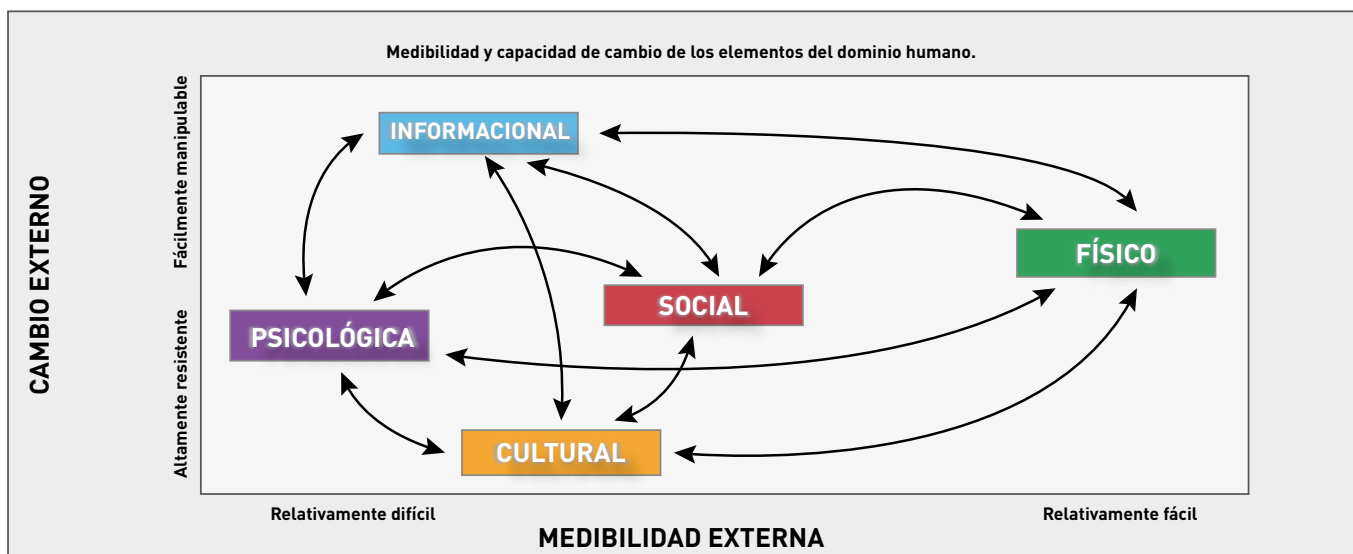 Medibilidad y capacidad de cambio de los elementos del dominio humano.
CAMBIO EXTERNO
Fácilmente manipulable
Altamente resistente
INFORMACIONAL
FÍSICO
SOCIAL
PSICOLÓGICA
CULTURAL
Relativamente difícil
Relativamente fácil
MEDIBILIDAD EXTERNA